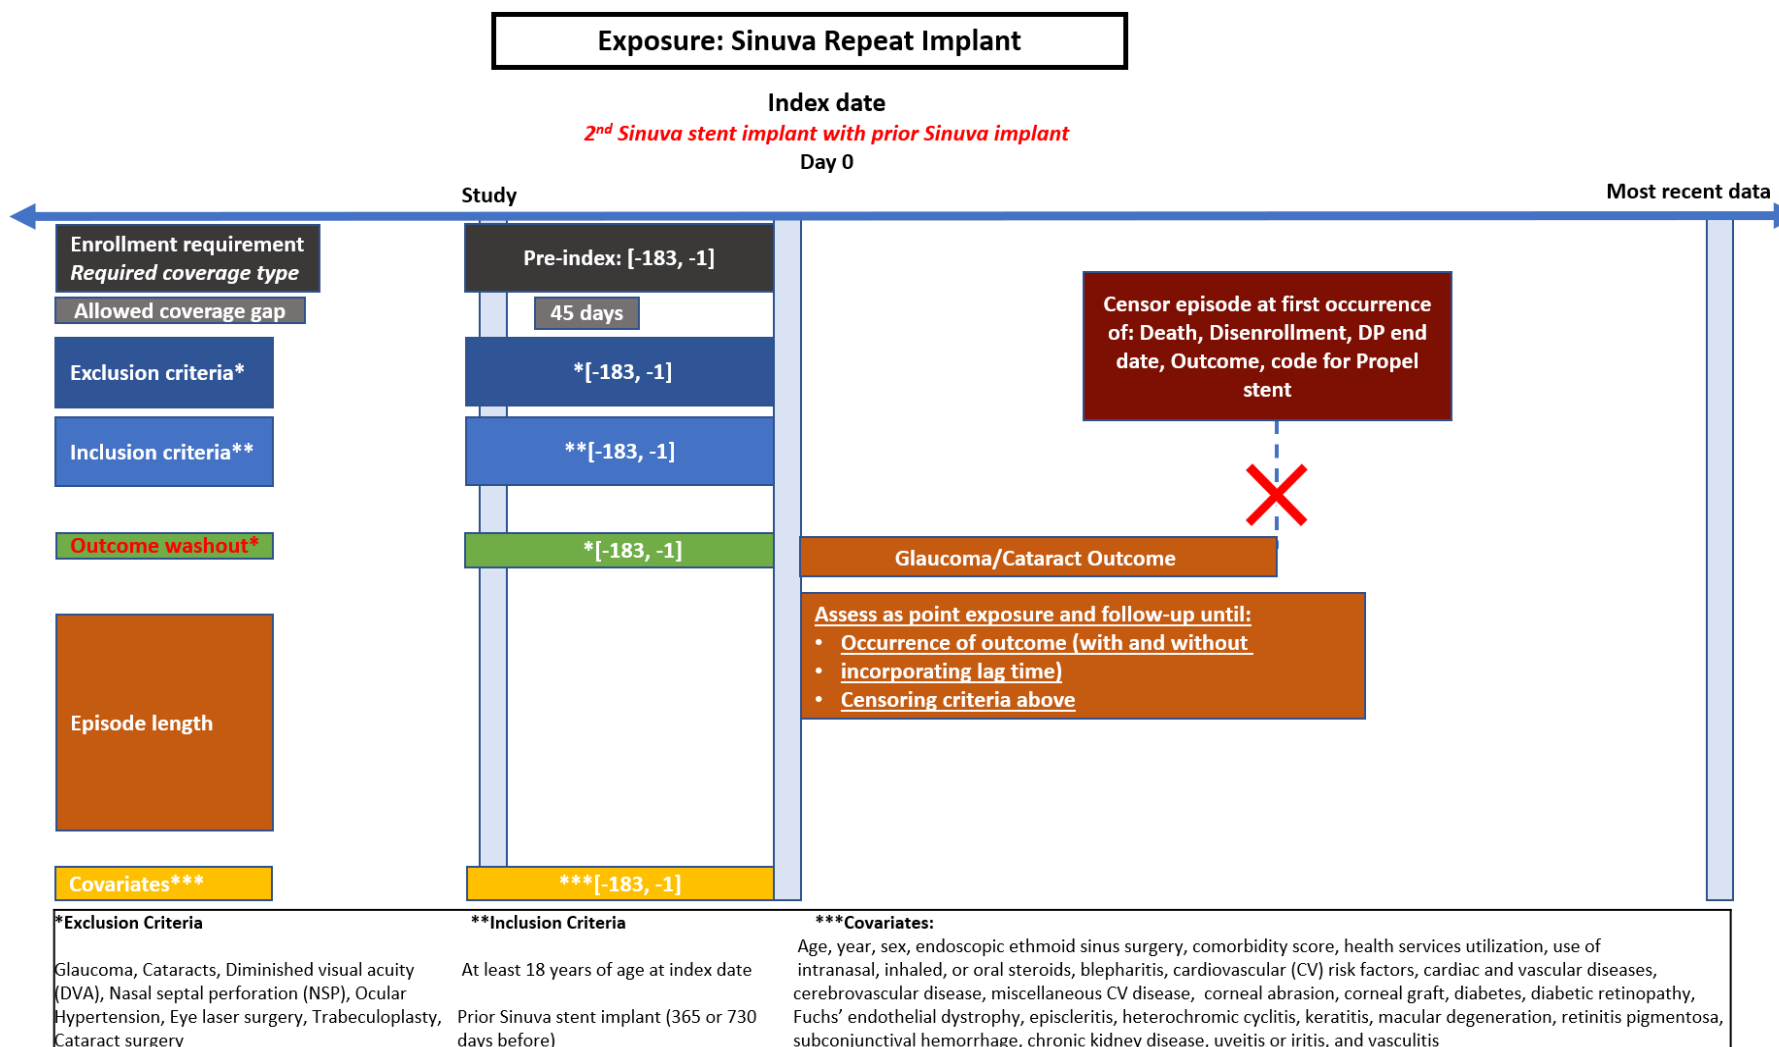 Exposure: Sinuva Repeat Implant
Index date
2nd Sinuva stent implant with prior Sinuva implant
Day 0
Study
Most recent data
Enrollment requirement
Required coverage type
Pre-index: [-183, -1]
Allowed coverage gap
45 days
Exclusion criteria*
*[-183, -1]
Inclusion criteria**
**[-183, -1]
Censor episode at first occurrence
of: Death, Disenrollment, DP end
date, Outcome, code for Propel
stent
Outcome washout*
*[-183, -1]
Glaucoma/Cataract Outcome
Episode length
Assess as point exposure and follow-up until:
• Occurrence of outcome (with and without
• incorporating lag time)
• Censoring criteria above
Covariates***
***[-183, -1]
*Exclusion Criteria
Glaucoma, Cataracts, Diminished visual acuity
(DVA), Nasal septal perforation (NSP), Ocular
Hypertension, Eye laser surgery, Trabeculoplasty,
Cataract surgery
**Inclusion Criteria
At least 18 years of age at index date
Prior Sinuva stent implant (365 or 730
days before)
***Covariates:
Age, year, sex, endoscopic ethmoid sinus surgery, comorbidity score, health services utilization, use of
intranasal, inhaled, or oral steroids, blepharitis, cardiovascular (CV) risk factors, cardiac and vascular diseases,
cerebrovascular disease, miscellaneous CV disease, corneal abrasion, corneal graft, diabetes, diabetic retinopathy,
Fuchs’ endothelial dystrophy, episcleritis, heterochromic cyclitis, keratitis, macular degeneration, retinitis pigmentosa,
subconjunctival hemorrhage, chronic kidney disease, uveitis or iritis, and vasculitis